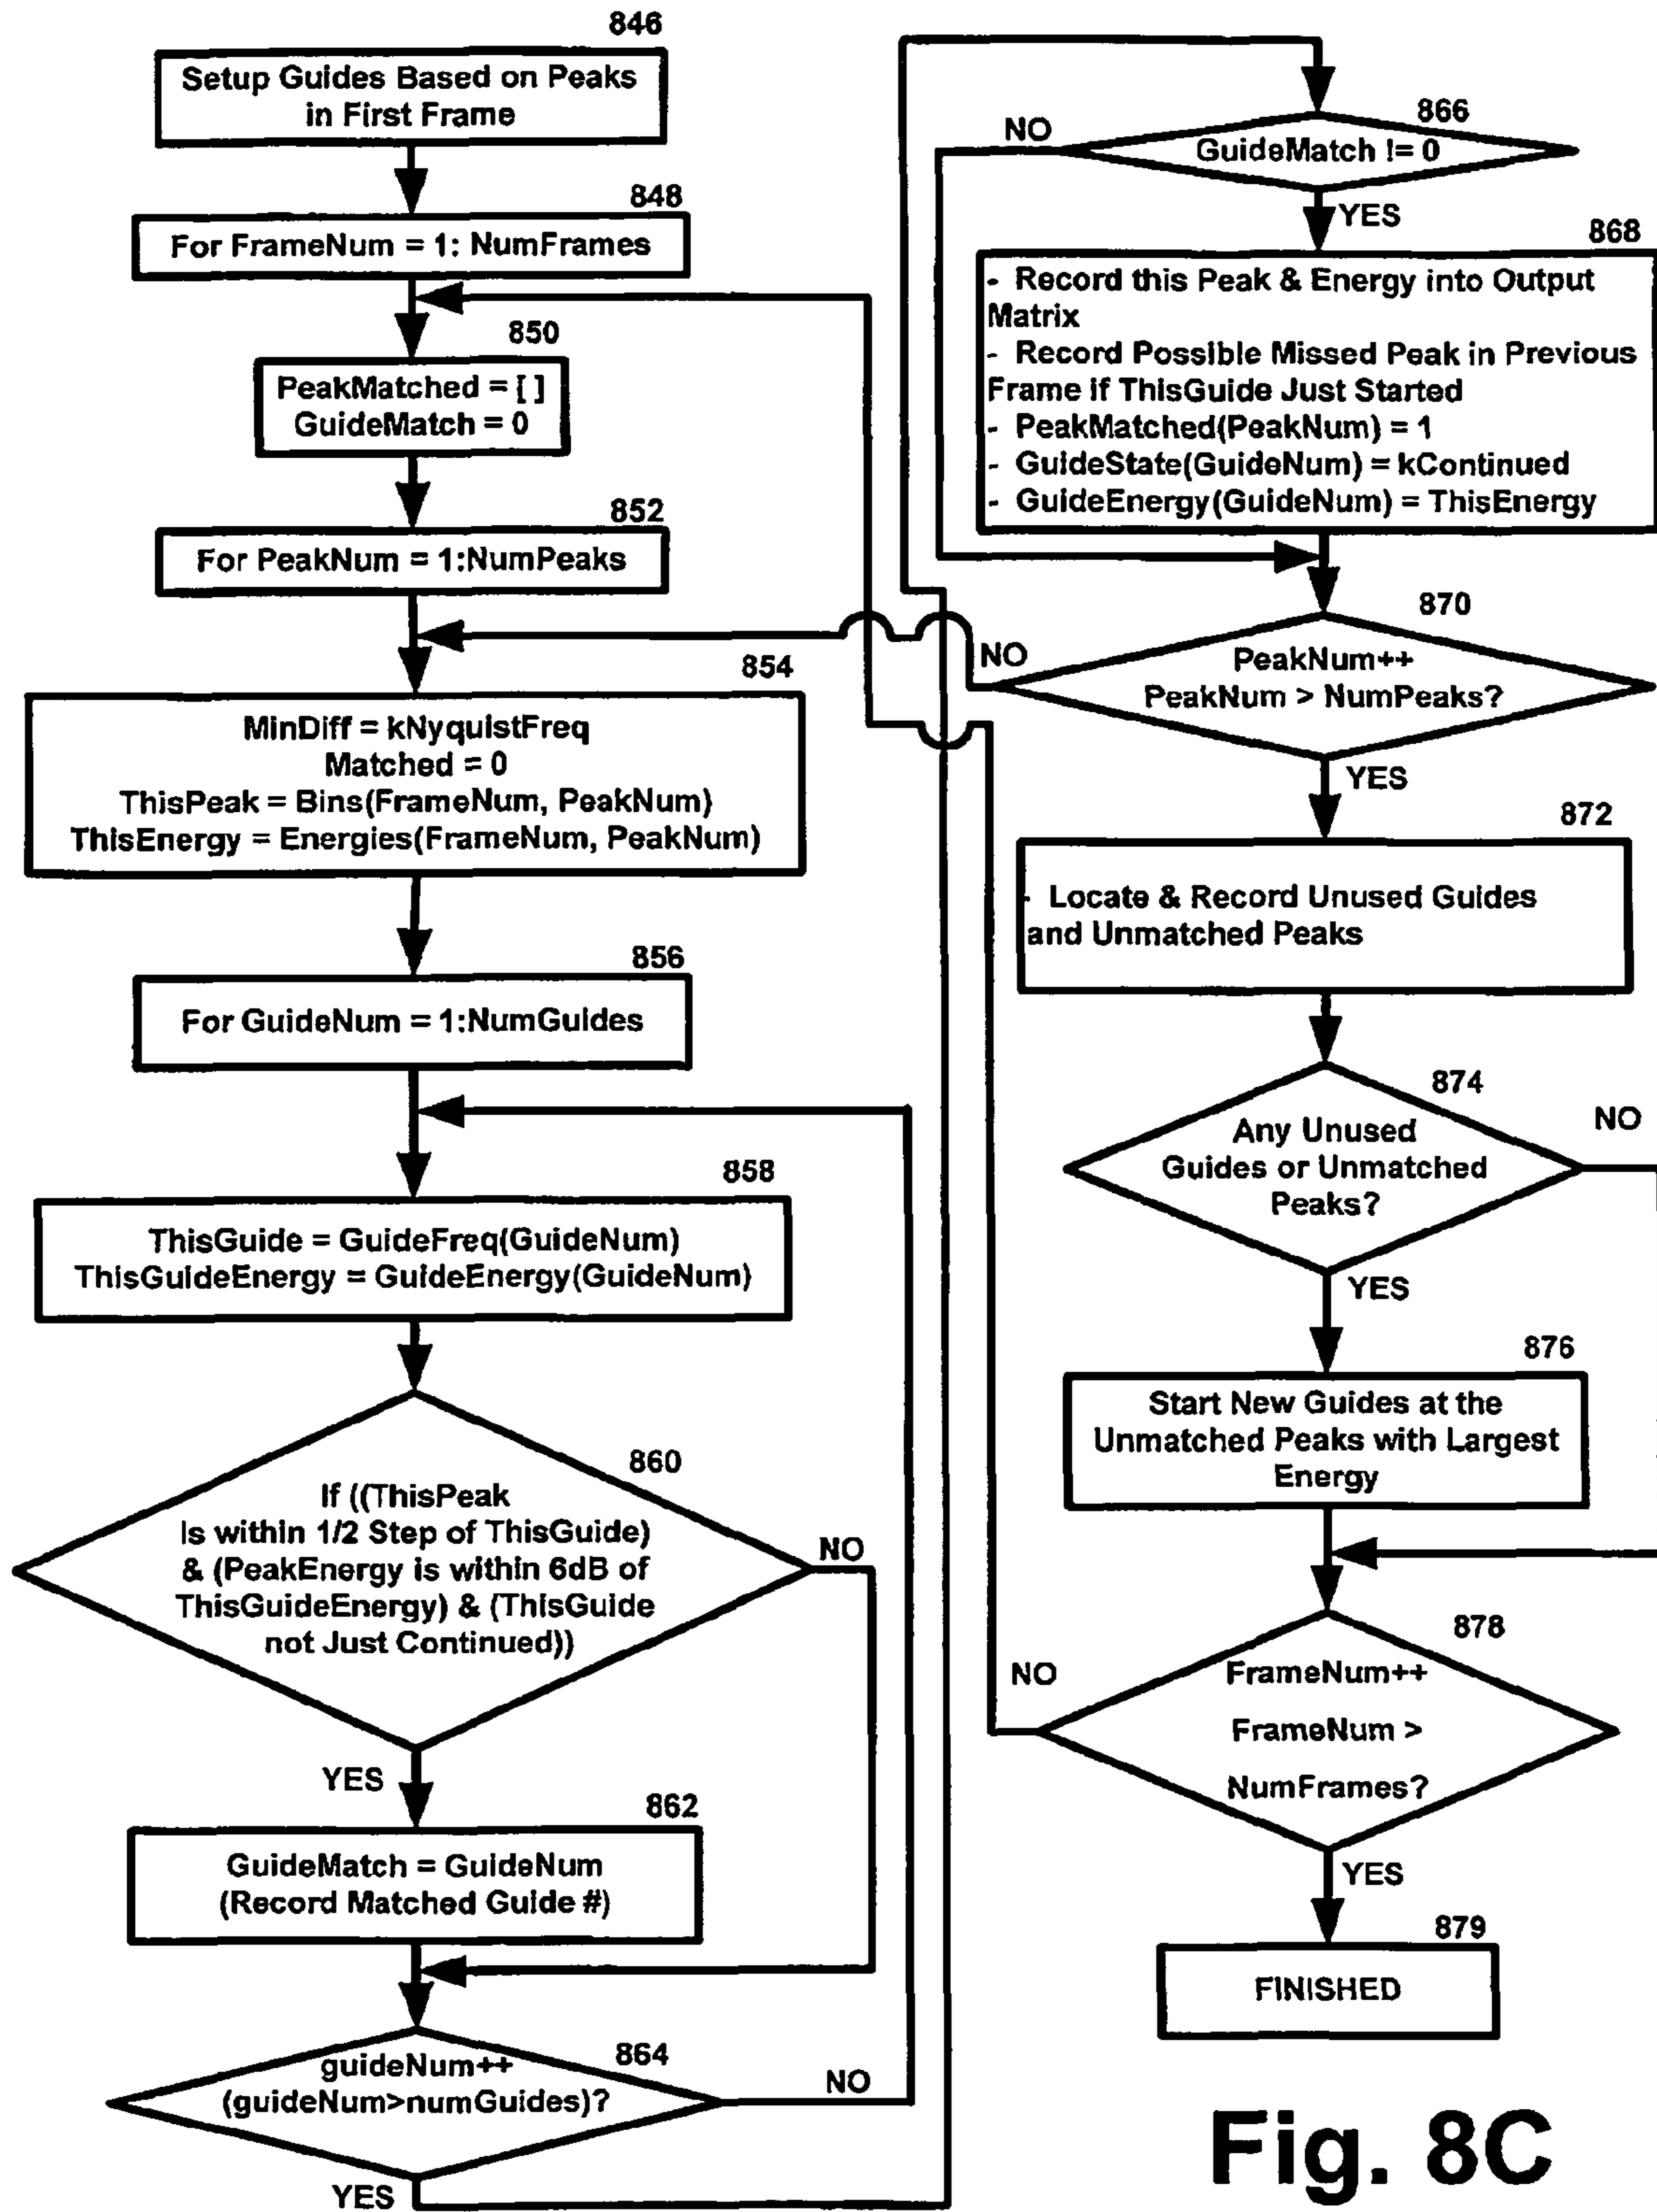 846
Setup Guides Based on Peaks
in First Frame
848
For FrameNum = 1: NumFrames
850
PeakMatched = [ ]
GuideMatch = 0
852
For PeakNum = 1:NumPeaks
854
MinDiff = kNyquistFreq
Matched = 0
ThisPeak = Bins(FrameNum, PeakNum)
ThisEnergy = Energies(FrameNum, PeakNum)
856
For GuideNum = 1:NumGuides
858
ThisGuide = GuideFreq(GuideNum)
ThisGuideEnergy = GuideEnergy(GuideNum)
860
If ((ThisPeak
is within 1/2 Step of ThisGuide)
& (PeakEnergy is within 6dB of
ThisGuideEnergy) & (ThisGuide
not Just Continued))
NO
YES
862
GuideMatch = GuideNum
(Record Matched Guide #)
864
guideNum++
(guideNum>numGuides)?
NO
YES
866
GuideMatch != 0
NO
YES
868
- Record this Peak & Energy into Output
Matrix
- Record Possible Missed Peak in Previous
Frame if ThisGuide Just Started
- PeakMatched(PeakNum) = 1
- GuideState(GuideNum) = kContinued
- GuideEnergy(GuideNum) = ThisEnergy
870
PeakNum++
PeakNum > NumPeaks?
NO
YES
872
- Locate & Record Unused Guides
and Unmatched Peaks
874
Any Unused
Guides or Unmatched
Peaks?
NO
YES
876
Start New Guides at the
Unmatched Peaks with Largest
Energy
878
FrameNum++
FrameNum >
NumFrames?
NO
YES
879
FINISHED
Fig. 8C